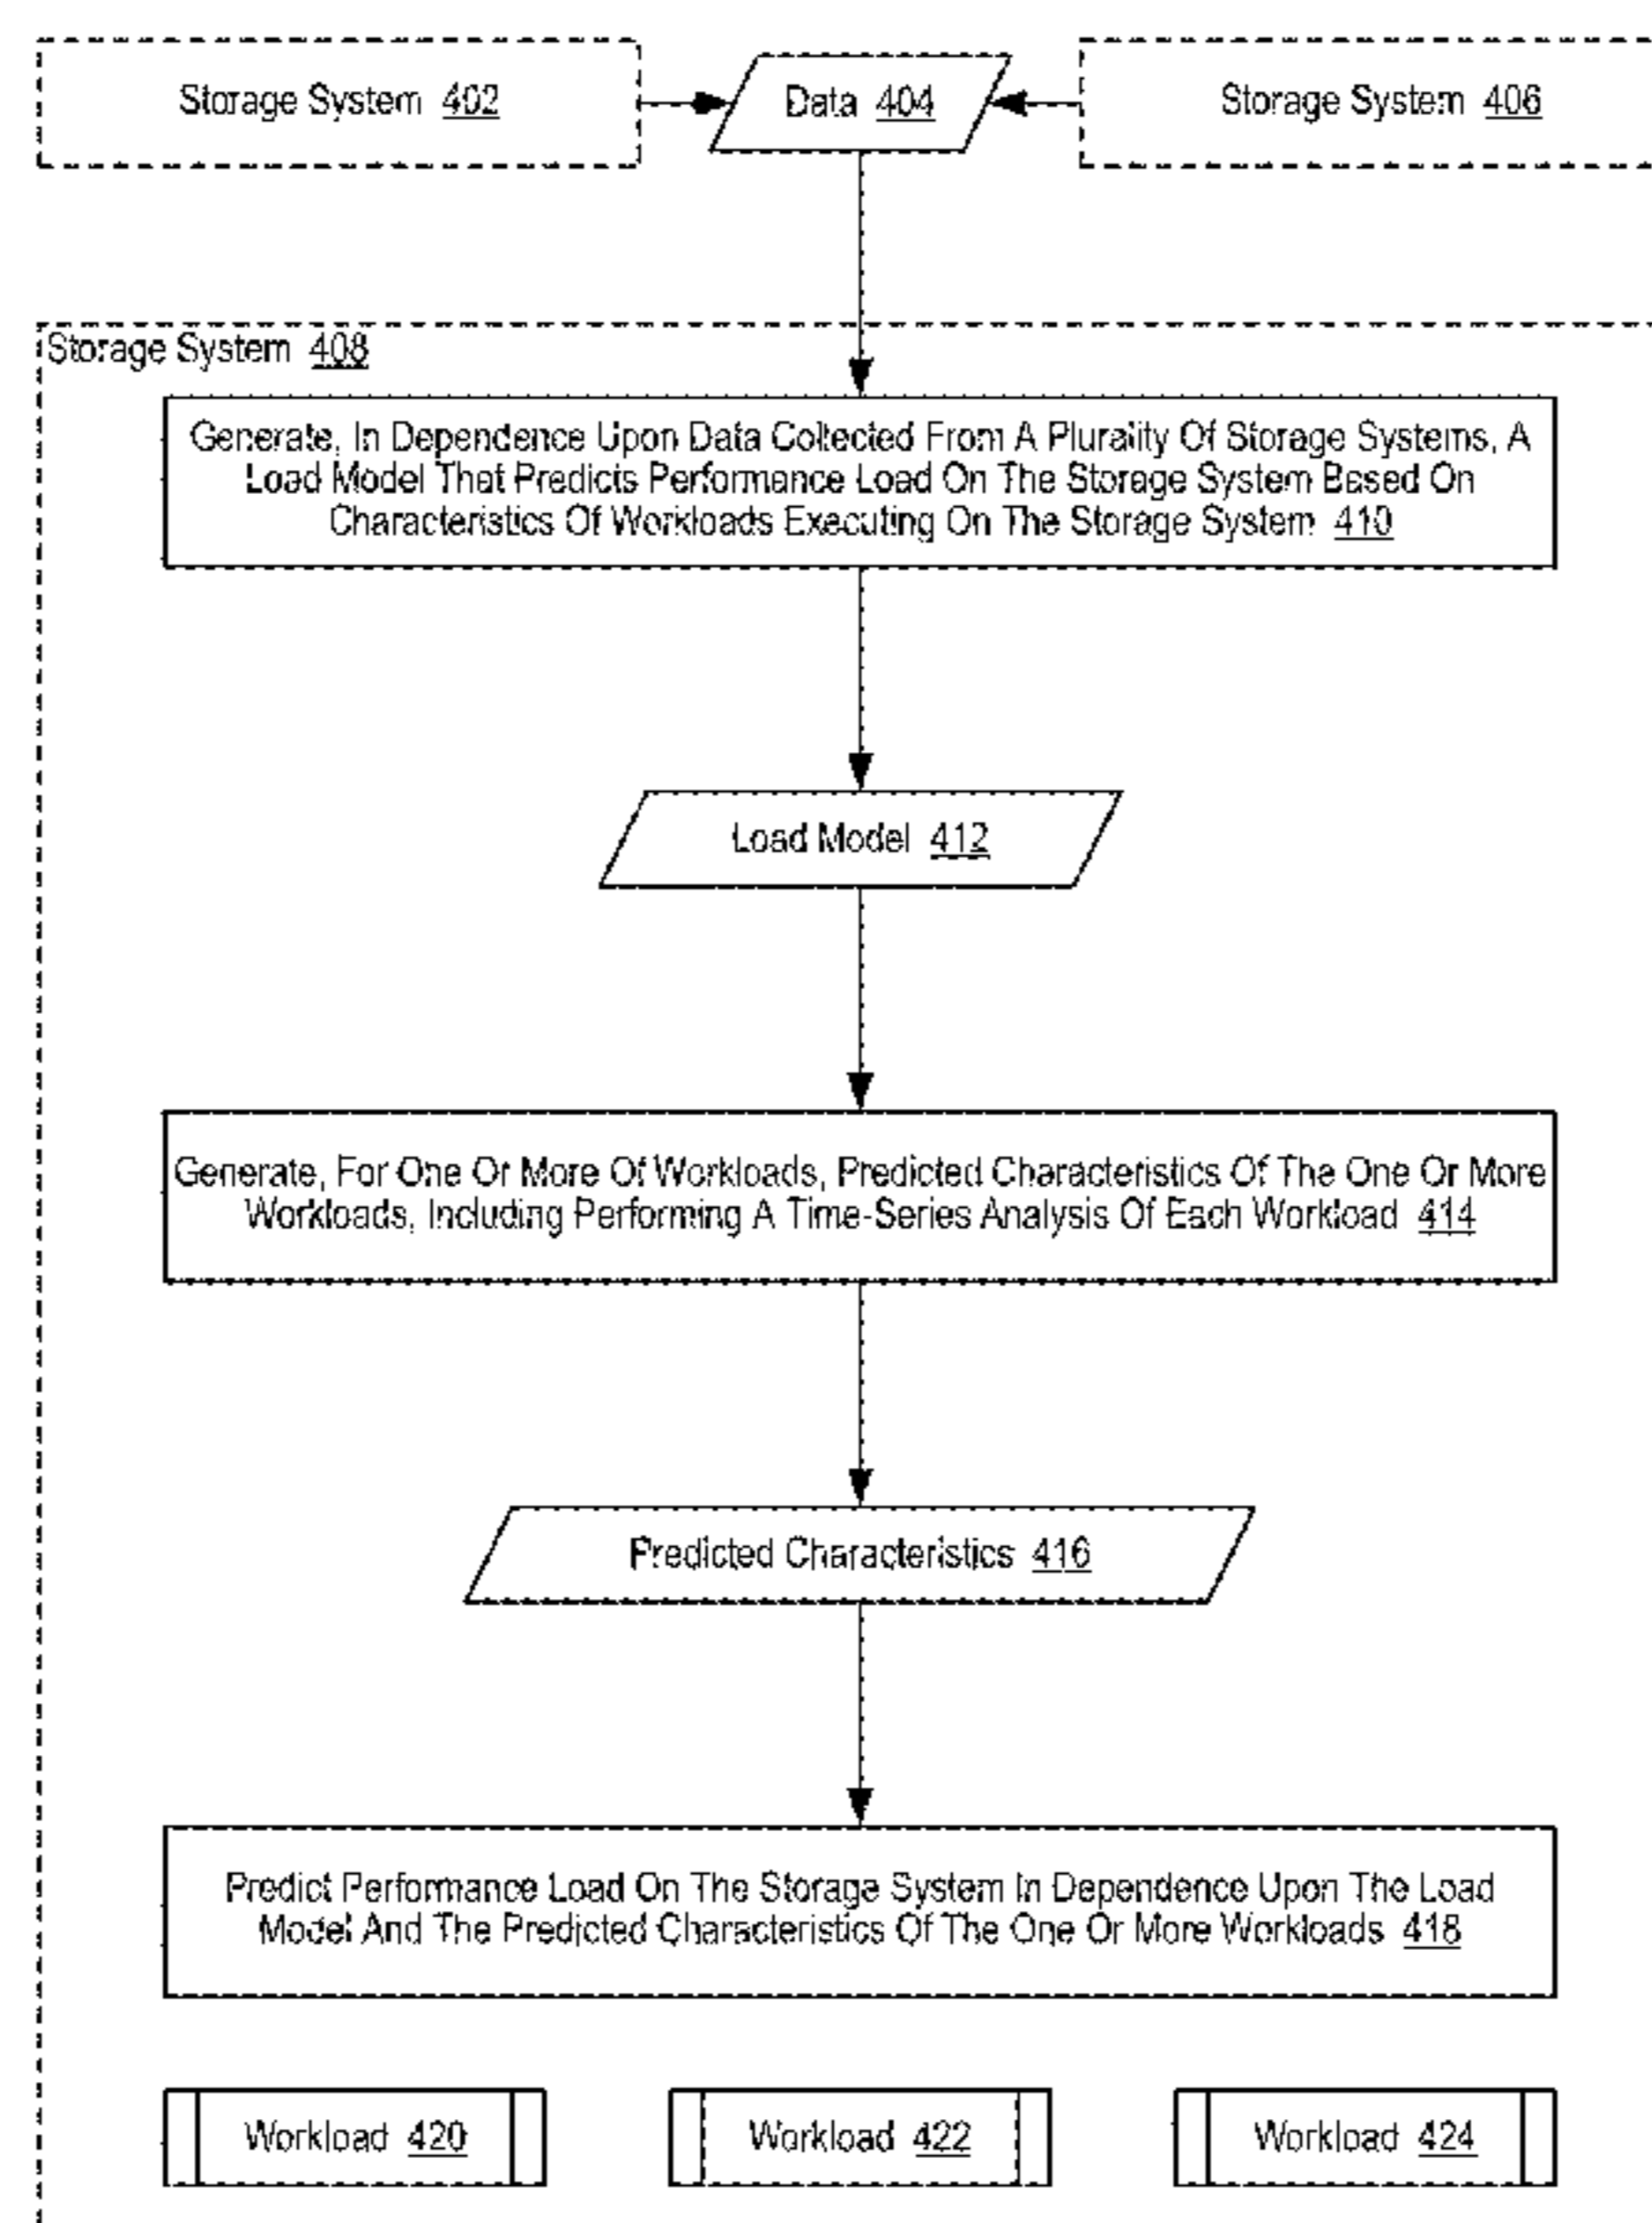 Storage System 402
Data 404
Storage System 406
Storage System 408
Generate, In Dependence Upon Data Collected From A Plurality Of Storage Systems, A
Load Model That Predicts Performance Load On The Storage System Based On
Characteristics Of Workloads Executing On The Storage System 410
Load Model 412
Generate, For One Or More Of Workloads, Predicted Characteristics Of The One Or More
Workloads, Including Performing A Time-Series Analysis Of Each Workload 414
Predicted Characteristics 416
Predict Performance Load On The Storage System In Dependence Upon The Load
Model And The Predicted Characteristics Of The One Or More Workloads 418
Workload 420
Workload 422
Workload 424